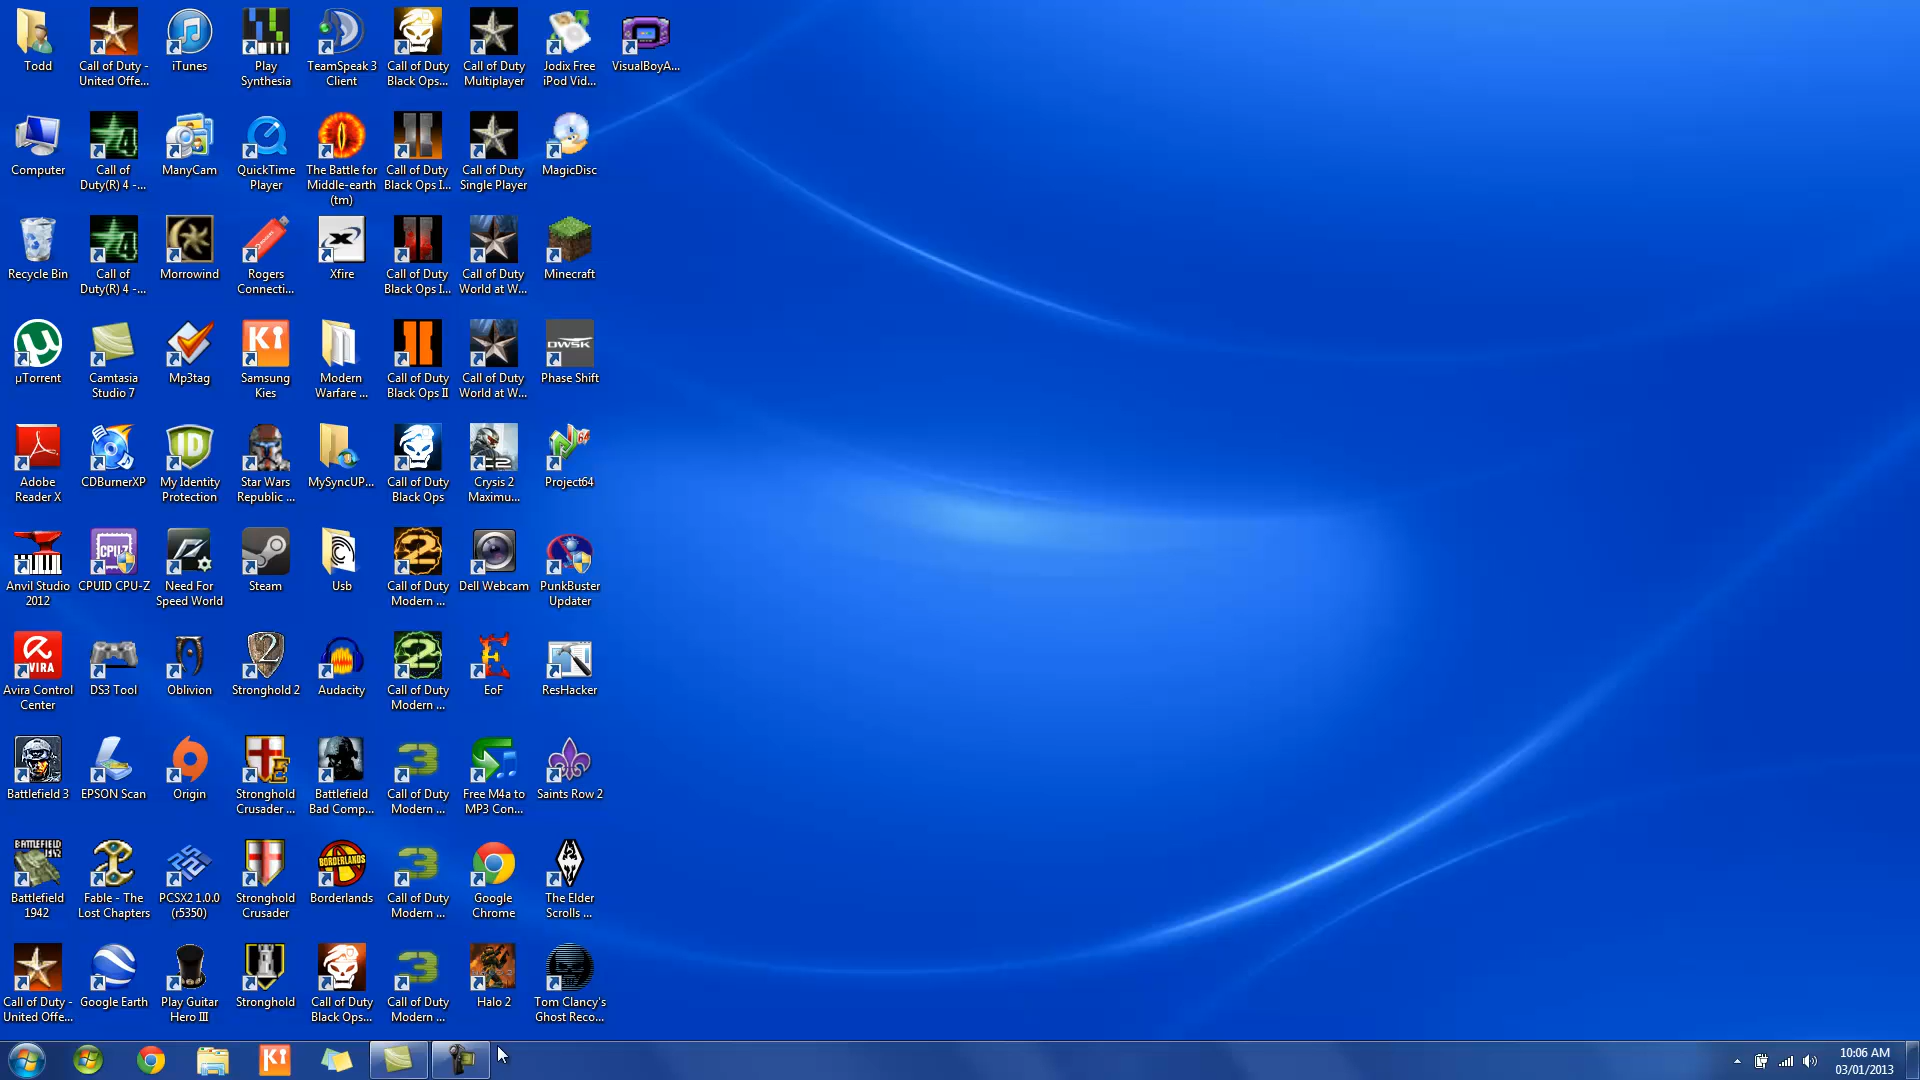 Todd
Call of Duty -
United Offe...
iTunes
Play
Synthesia
TeamSpeak 3
Client
Call of Duty
Black Ops...
Call of Duty
Multiplayer
Jodix Free
iPod Vid...
VisualBoyA...
Computer
Call of
Duty(R) 4 -...
ManyCam
QuickTime
Player
The Battle for
Middle-earth
(tm)
Call of Duty
Black Ops I...
Call of Duty
Single Player
MagicDisc
Recycle Bin
Call of
Duty(R) 4 -...
Morrowind
Rogers
Connecti...
Xfire
Call of Duty
Black Ops I...
Call of Duty
World at W...
Minecraft
µTorrent
Camtasia
Studio 7
Mp3tag
Samsung
Kies
Modern
Warfare ...
Call of Duty
Black Ops II
Call of Duty
World at W...
DWSK
Phase Shift
Adobe
Reader X
CDBurnerXP
ID
My Identity
Protection
Star Wars
Republic ...
MySyncUP...
Call of Duty
Black Ops
Crysis 2
Maximu...
Project64
Anvil Studio
2012
CPUID CPU-Z
Need For
Speed World
Steam
Usb
Call of Duty
Modern ...
Dell Webcam
PunkBuster
Updater
AVIRA
Avira Control
Center
DS3 Tool
Oblivion
Stronghold 2
Audacity
Call of Duty
Modern ...
EoF
ResHacker
Battlefield 3
EPSON Scan
Origin
Stronghold
Crusader ...
Battlefield
Bad Comp...
Call of Duty
Modern ...
Free M4a to
MP3 Con...
Saints Row 2
BATTLEFIELD
1942
Battlefield
1942
Fable - The
Lost Chapters
PCSX2 1.0.0
(r5350)
Stronghold
Crusader
BORDERLANDS
Borderlands
Call of Duty
Modern ...
Google
Chrome
The Elder
Scrolls ...
Call of Duty -
United Offe...
Google Earth
Play Guitar
Hero III
Stronghold
Call of Duty
Black Ops...
Call of Duty
Modern ...
Halo 2
Tom Clancy's
Ghost Reco...
10:06 AM
03/01/2013